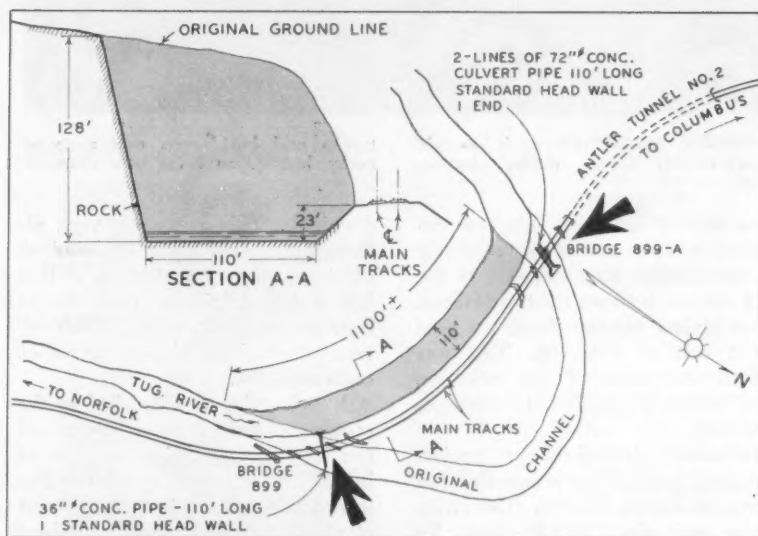 ORIGINAL GROUND LINE
128'
ROCK
23'
110'
℄
MAIN
TRACKS
SECTION A-A
2-LINES OF 72"ᶲ CONC.
CULVERT PIPE 110' LONG
STANDARD HEAD WALL
1 END
ANTLER TUNNEL NO.2
TO COLUMBUS
BRIDGE 899-A
1100'±
110'
A
N
TUG. RIVER
TO NORFOLK
MAIN TRACKS
A
BRIDGE
899
ORIGINAL
CHANNEL
36"ᶲ CONC. PIPE - 110' LONG
1 STANDARD HEAD WALL